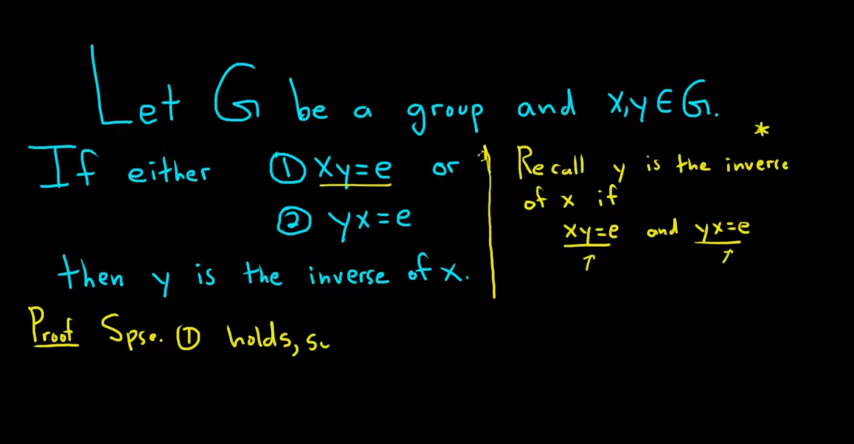 Let G be a group and x,y ∈ G.
If either ① xy=e or
② yx=e
then y is the inverse of x.
*
Recall y is the inverse
of x if
xy=e and yx=e
↑ ↑
Proof Spse. ① holds, so